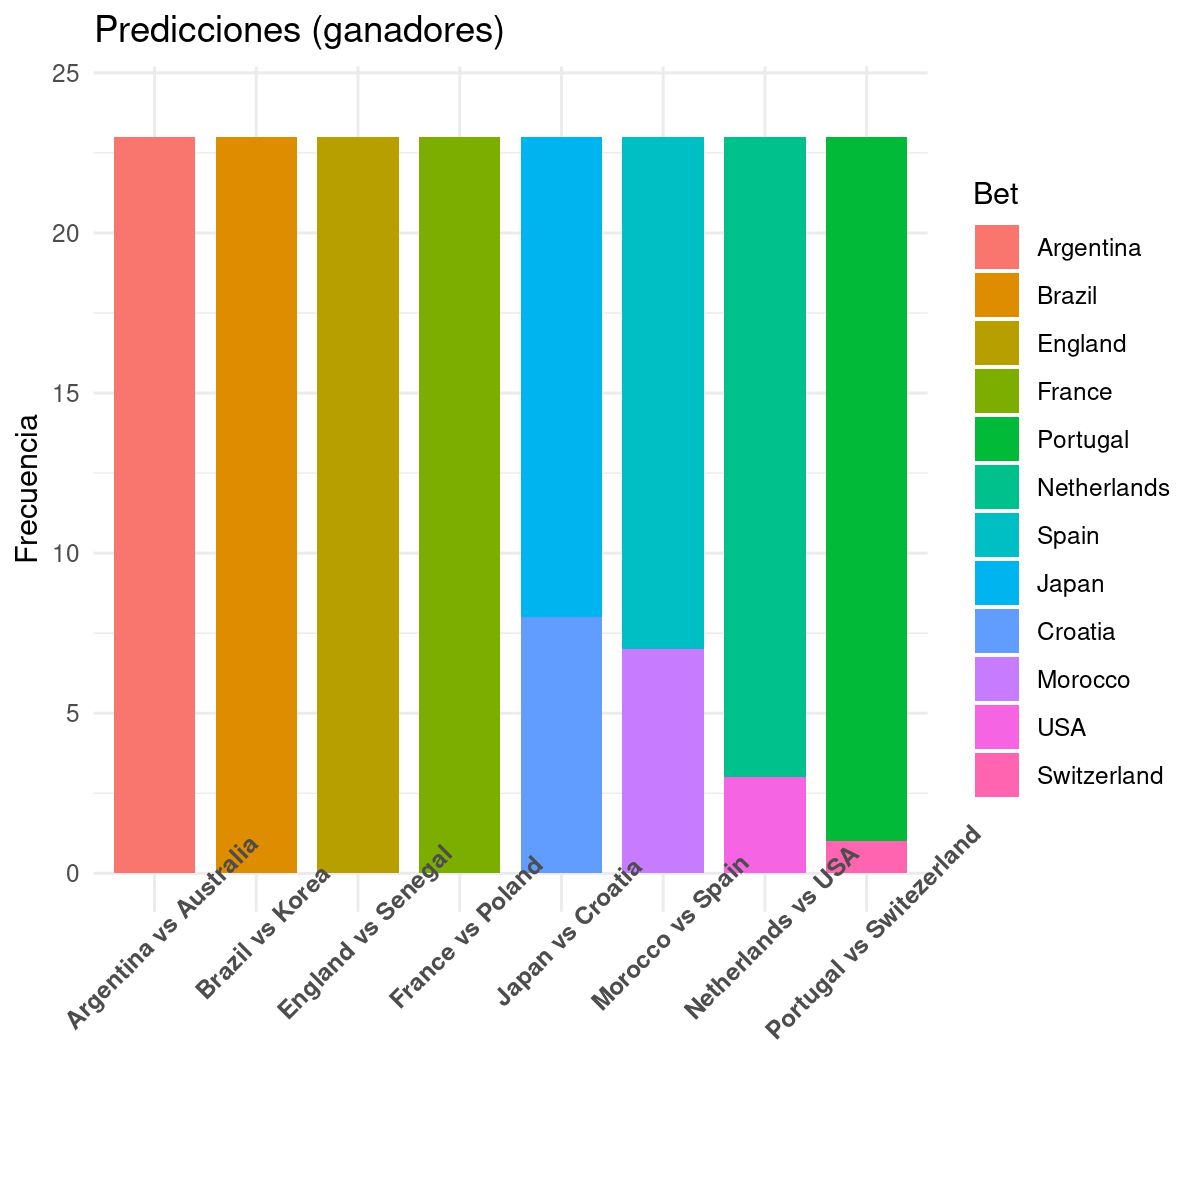 Predicciones (ganadores)
25
20
15
10
5
0
Frecuencia
Argentina vs Australia
Brazil vs Korea
England vs Senegal
France vs Poland
Japan vs Croatia
Morocco vs Spain
Netherlands vs USA
Portugal vs Switezerland
Bet
Argentina
Brazil
England
France
Portugal
Netherlands
Spain
Japan
Croatia
Morocco
USA
Switzerland